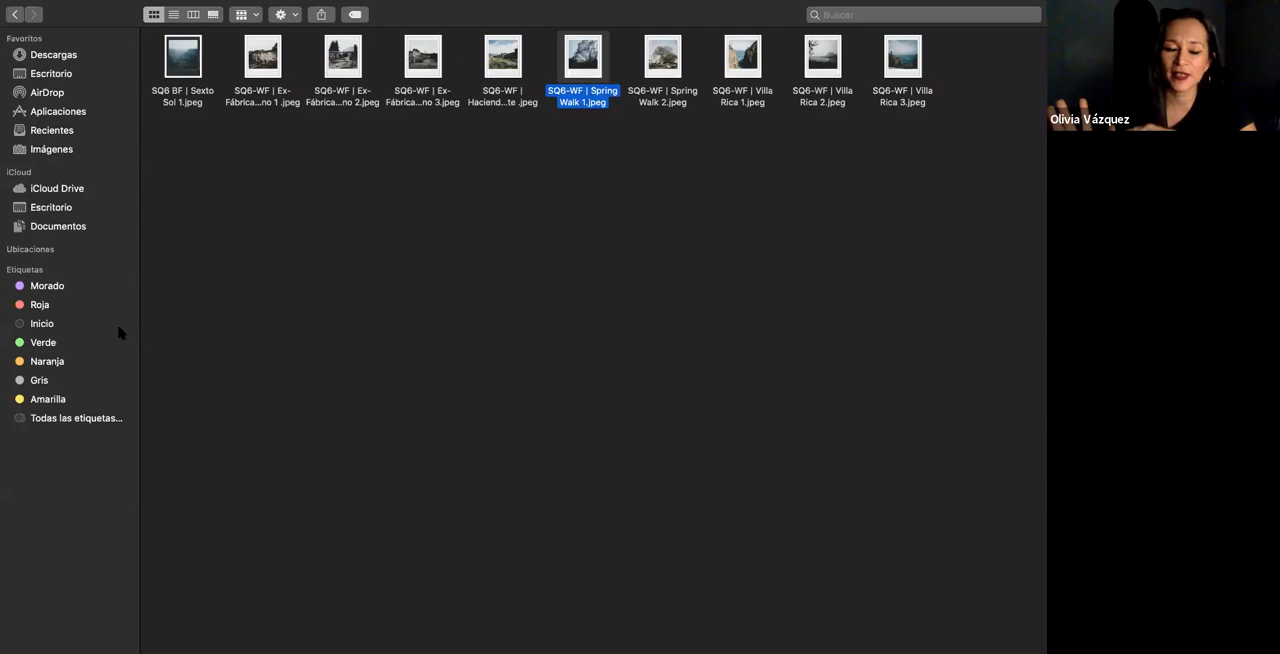 Buscar
Favoritos
Descargas
Escritorio
AirDrop
Aplicaciones
Recientes
Imágenes
iCloud
iCloud Drive
Escritorio
Documentos
Ubicaciones
Etiquetas
Morado
Roja
Inicio
Verde
Naranja
Gris
Amarilla
Todas las etiquetas...
SQ6 BF | Sexto
Sol 1.jpeg
SQ6-WF | Ex-
Fábrica...no 1 .jpeg
SQ6-WF | Ex-
Fábrica...no 2.jpeg
SQ6-WF | Ex-
Fábrica...no 3.jpeg
SQ6-WF |
Haciend...te .jpeg
SQ6-WF | Spring
Walk 1.jpeg
SQ6-WF | Spring
Walk 2.jpeg
SQ6-WF | Villa
Rica 1.jpeg
SQ6-WF | Villa
Rica 2.jpeg
SQ6-WF | Villa
Rica 3.jpeg
Olivia Vázquez